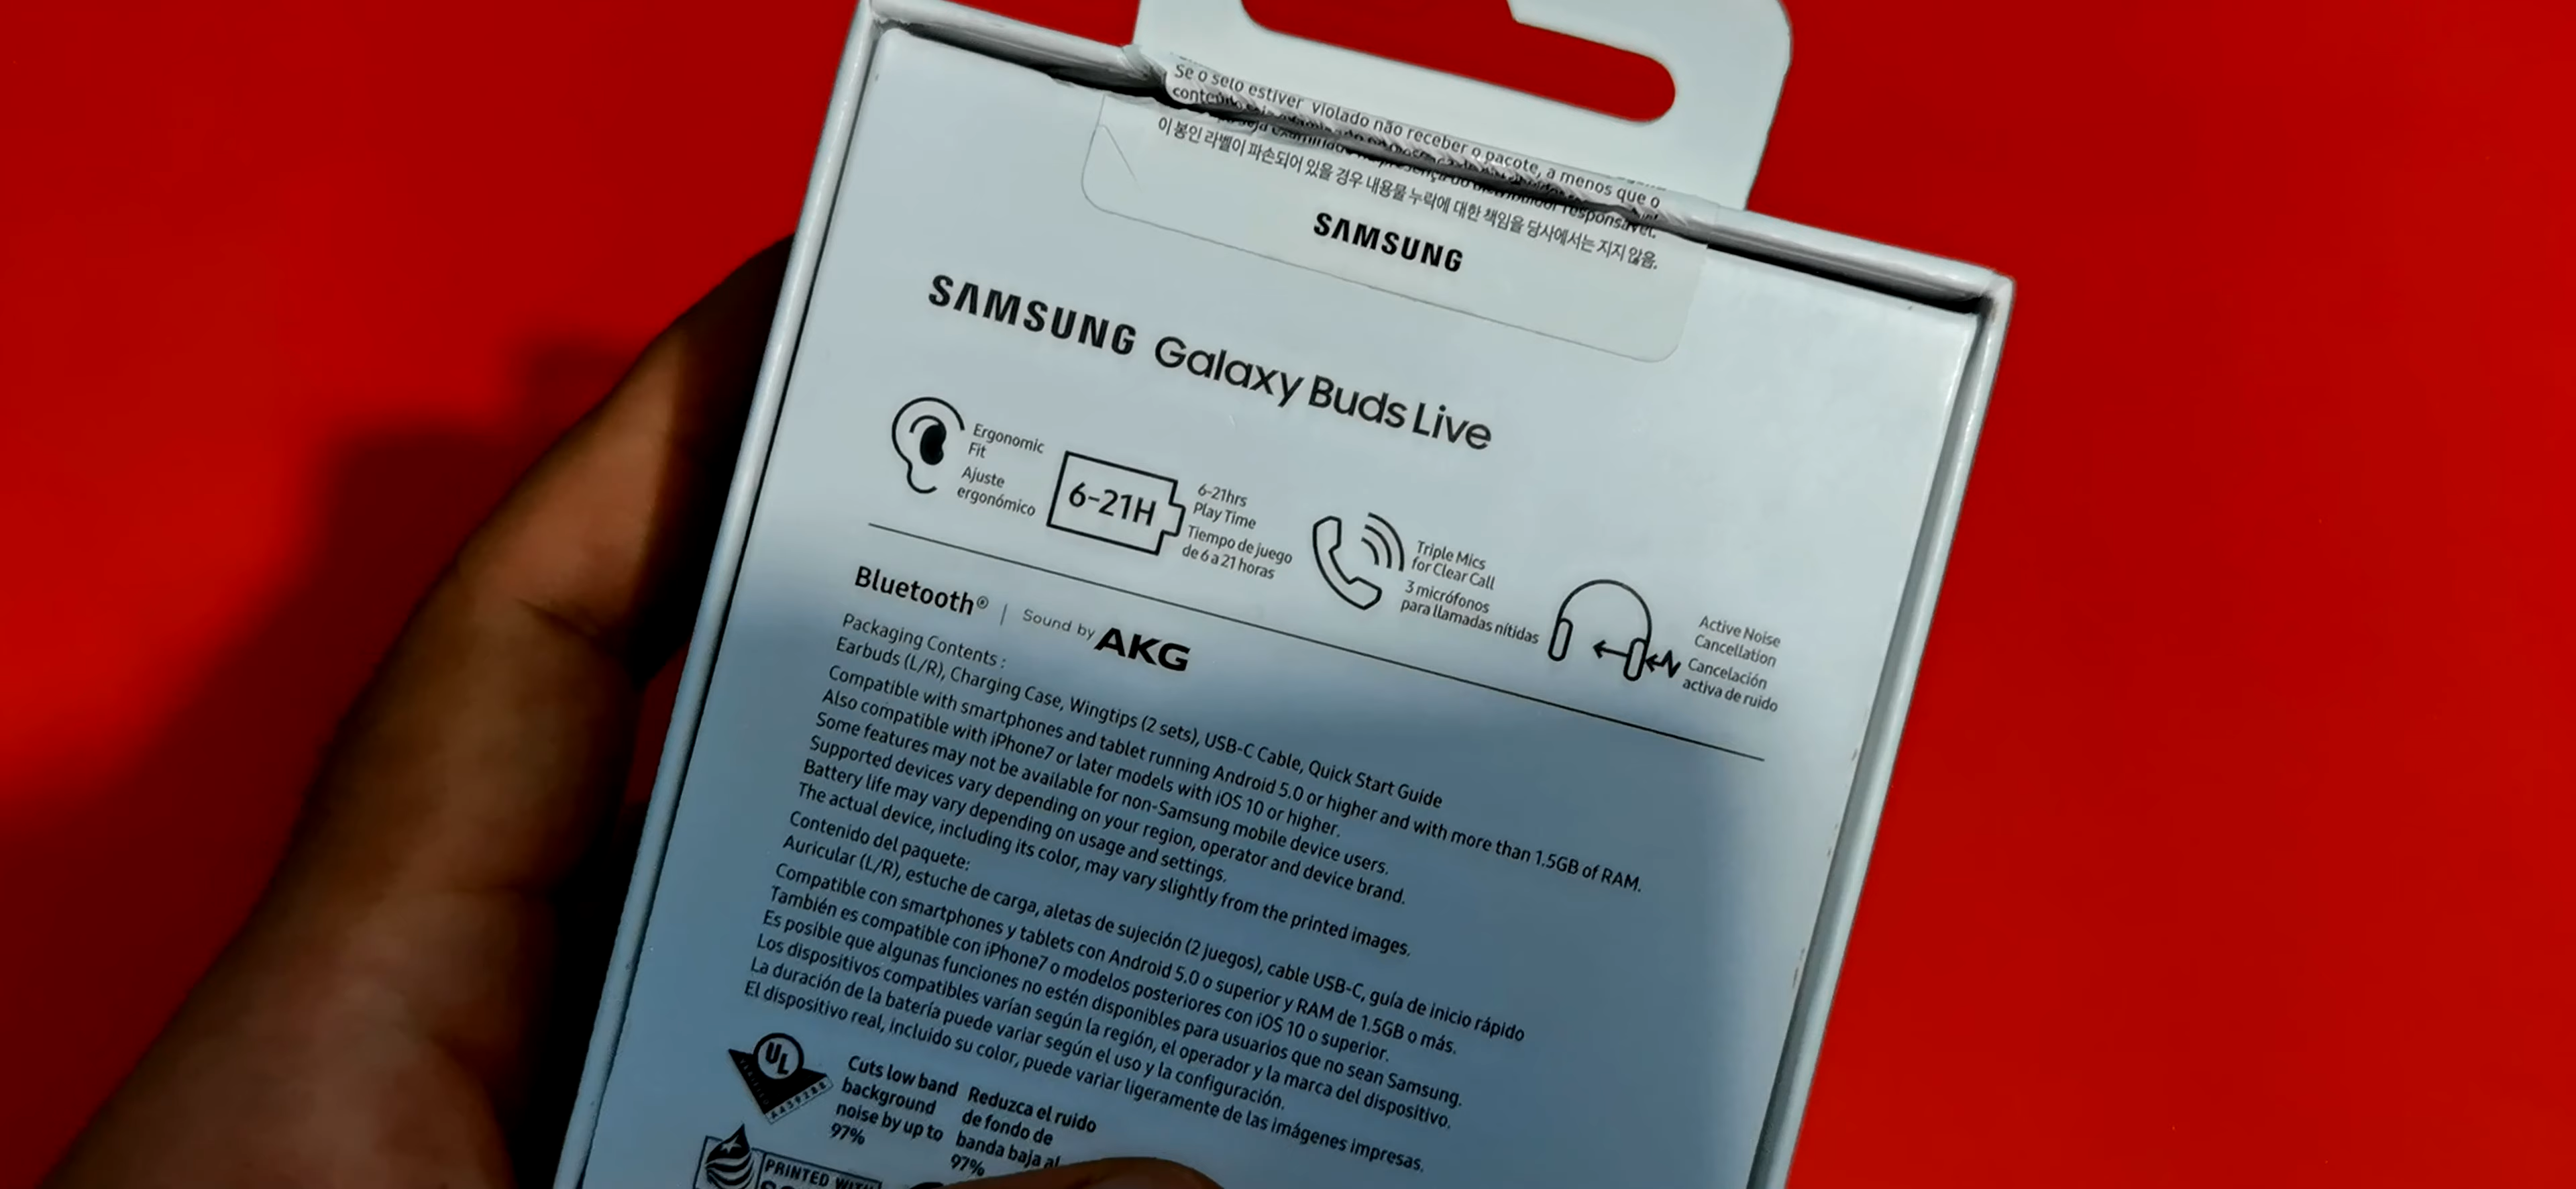 Se o selo estiver violado não receber o pacote, a menos que o
responsável.
이 봉인 라벨이 파손되어 있을 경우 내용물 누락에 대한 책임을 당사에서는 지지 않음.
SAMSUNG
SAMSUNG Galaxy Buds Live
Ergonomic
Fit
Ajuste
ergonómico
6-21H
6-21hrs
Play Time
Tiempo de juego
de 6 a 21 horas
Triple Mics
for Clear Call
3 micrófonos
para llamadas nítidas
Active Noise
Cancellation
Cancelación
activa de ruido
Bluetooth® | Sound by AKG
Packaging Contents :
Earbuds (L/R), Charging Case, Wingtips (2 sets), USB-C Cable, Quick Start Guide
Compatible with smartphones and tablet running Android 5.0 or higher and with more than 1.5GB of RAM.
Also compatible with iPhone7 or later models with iOS 10 or higher.
Some features may not be available for non-Samsung mobile device users.
Supported devices vary depending on your region, operator and device brand.
Battery life may vary depending on usage and settings.
The actual device, including its color, may vary slightly from the printed images.
Contenido del paquete:
Auricular (L/R), estuche de carga, aletas de sujeción (2 juegos), cable USB-C, guía de inicio rápido
Compatible con smartphones y tablets con Android 5.0 o superior y RAM de 1.5GB o más.
También es compatible con iPhone7 o modelos posteriores con iOS 10 o superior.
Es posible que algunas funciones no estén disponibles para usuarios que no sean Samsung.
Los dispositivos compatibles varían según la región, el operador y la marca del dispositivo.
La duración de la batería puede variar según el uso y la configuración.
El dispositivo real, incluido su color, puede variar ligeramente de las imágenes impresas.
UL
Cuts low band
background
noise by up to
97%
Reduzca el ruido
de fondo de
banda baja al
97%
PRINTED WITH